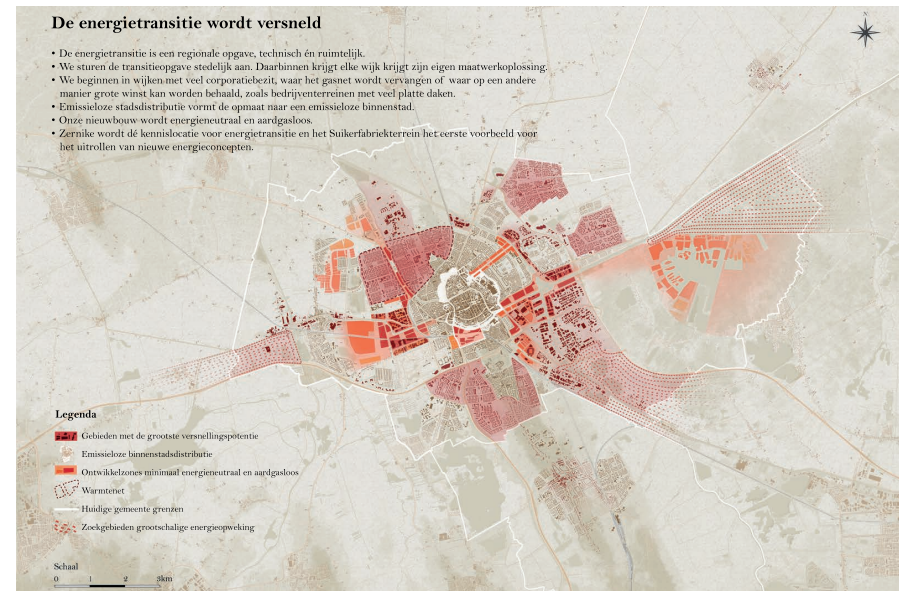 De energietransitie wordt versneld
• De energietransitie is een regionale opgave, technisch én ruimtelijk.
• We sturen de transitieopgave stedelijk aan. Daarbinnen krijgt elke wijk krijgt zijn eigen maatwerkoplossing.
• We beginnen in wijken met veel corporatiebezit, waar het gasnet wordt vervangen of waar op een andere
manier grote winst kan worden behaald, zoals bedrijventerreinen met veel platte daken.
• Emissieloze stadsdistributie vormt de opmaat naar een emissieloze binnenstad.
• Onze nieuwbouw wordt energieneutraal en aardgasloos.
• Zernike wordt dé kennislocatie voor energietransitie en het Suikerfabriekterrein het eerste voorbeeld voor
het uitrollen van nieuwe energieconcepten.
Legenda
Gebieden met de grootste versnellingspotentie
Emissieloze binnenstadsdistributie
Ontwikkelzones minimaal energieneutraal en aardgasloos
Warmtenet
Huidige gemeente grenzen
Zoekgebieden grootschalige energieopweking
Schaal
0 1 2 3km